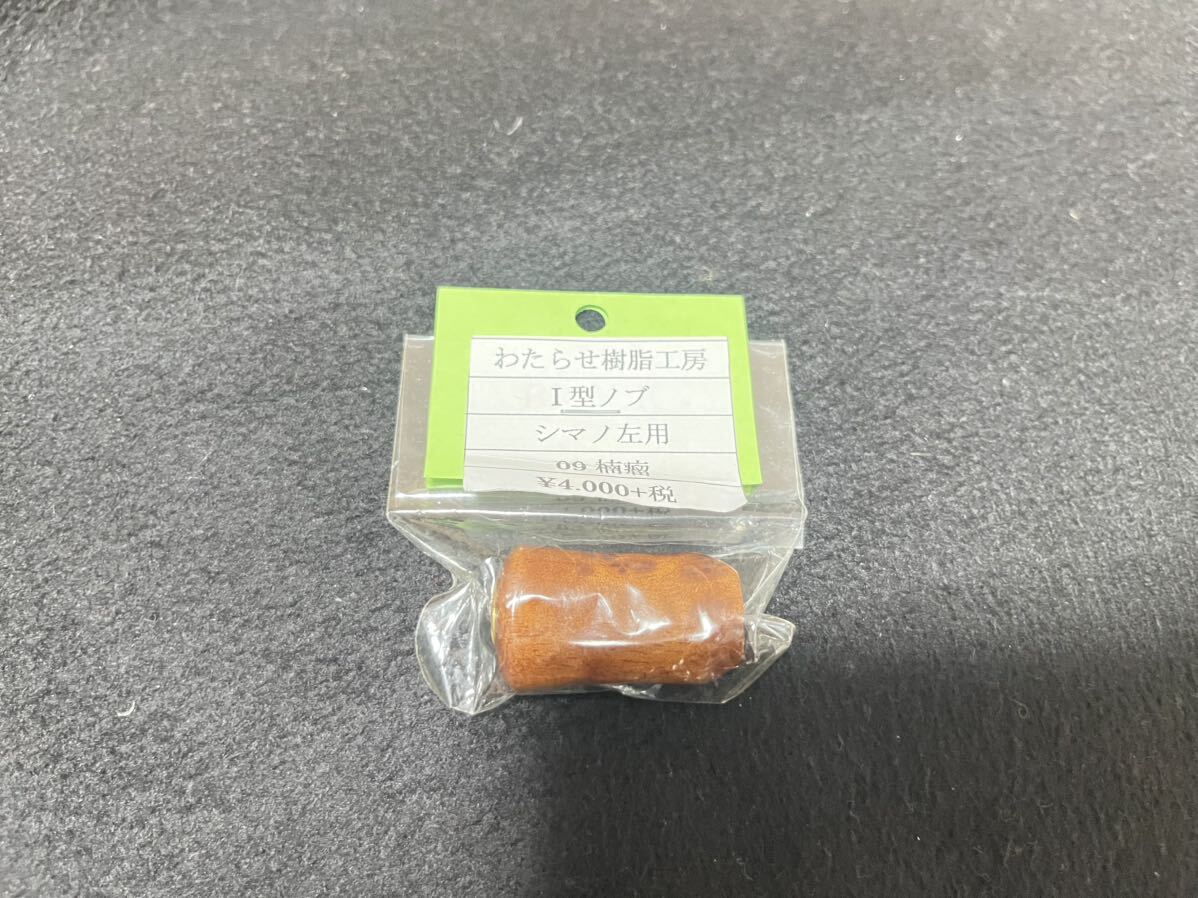 わたらせ樹脂工房
I型ノブ
シマノ左用
09 楠瘤
¥4,000+税